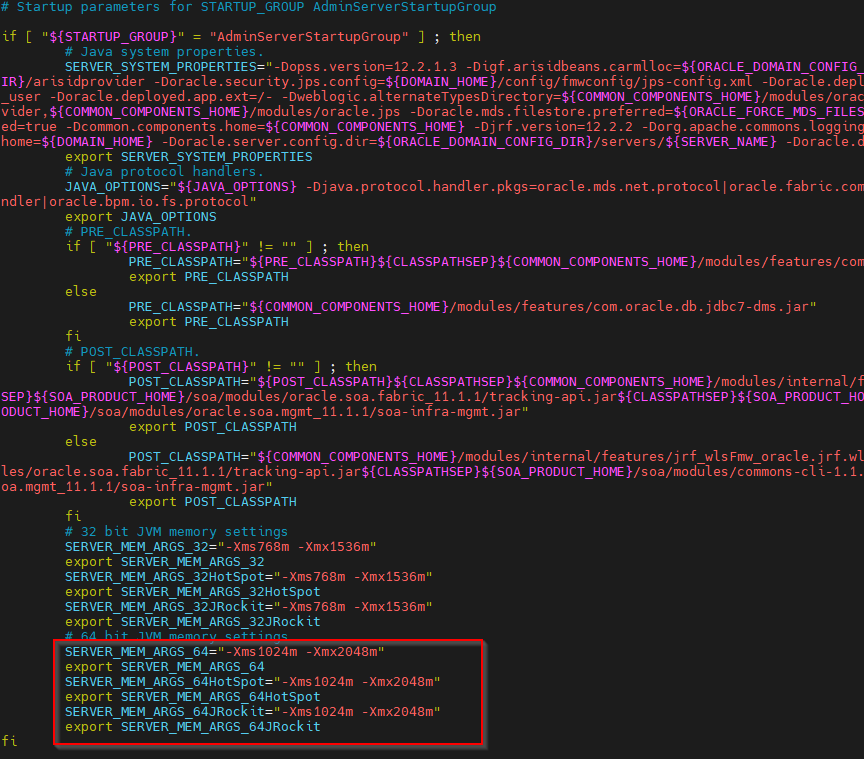 # Startup parameters for STARTUP_GROUP AdminServerStartupGroup
if [ "${STARTUP_GROUP}" = "AdminServerStartupGroup" ] ; then
# Java system properties.
SERVER_SYSTEM_PROPERTIES="-Dopss.version=12.2.1.3 -Digf.arisidbeans.carmlloc=${ORACLE_DOMAIN_CONFIG_
IR}/arisidprovider -Doracle.security.jps.config=${DOMAIN_HOME}/config/fmwconfig/jps-config.xml -Doracle.depl
_user -Doracle.deployed.app.ext=/- -Dweblogic.alternateTypesDirectory=${COMMON_COMPONENTS_HOME}/modules/orac
vider,${COMMON_COMPONENTS_HOME}/modules/oracle.jps -Doracle.mds.filestore.preferred=${ORACLE_FORCE_MDS_FILES
ed=true -Dcommon.components.home=${COMMON_COMPONENTS_HOME} -Djrf.version=12.2.2 -Dorg.apache.commons.logging
home=${DOMAIN_HOME} -Doracle.server.config.dir=${ORACLE_DOMAIN_CONFIG_DIR}/servers/${SERVER_NAME} -Doracle.d
export SERVER_SYSTEM_PROPERTIES
# Java protocol handlers.
JAVA_OPTIONS="${JAVA_OPTIONS} -Djava.protocol.handler.pkgs=oracle.mds.net.protocol|oracle.fabric.com
ndler|oracle.bpm.io.fs.protocol"
export JAVA_OPTIONS
# PRE_CLASSPATH.
if [ "${PRE_CLASSPATH}" != "" ] ; then
PRE_CLASSPATH="${PRE_CLASSPATH}${CLASSPATHSEP}${COMMON_COMPONENTS_HOME}/modules/features/com
export PRE_CLASSPATH
else
PRE_CLASSPATH="${COMMON_COMPONENTS_HOME}/modules/features/com.oracle.db.jdbc7-dms.jar"
export PRE_CLASSPATH
fi
# POST_CLASSPATH.
if [ "${POST_CLASSPATH}" != "" ] ; then
POST_CLASSPATH="${POST_CLASSPATH}${CLASSPATHSEP}${COMMON_COMPONENTS_HOME}/modules/internal/f
SEP}${SOA_PRODUCT_HOME}/soa/modules/oracle.soa.fabric_11.1.1/tracking-api.jar${CLASSPATHSEP}${SOA_PRODUCT_HO
ODUCT_HOME}/soa/modules/oracle.soa.mgmt_11.1.1/soa-infra-mgmt.jar"
export POST_CLASSPATH
else
POST_CLASSPATH="${COMMON_COMPONENTS_HOME}/modules/internal/features/jrf_wlsFmw_oracle.jrf.wl
les/oracle.soa.fabric_11.1.1/tracking-api.jar${CLASSPATHSEP}${SOA_PRODUCT_HOME}/soa/modules/commons-cli-1.1.
oa.mgmt_11.1.1/soa-infra-mgmt.jar"
export POST_CLASSPATH
fi
# 32 bit JVM memory settings
SERVER_MEM_ARGS_32="-Xms768m -Xmx1536m"
export SERVER_MEM_ARGS_32
SERVER_MEM_ARGS_32HotSpot="-Xms768m -Xmx1536m"
export SERVER_MEM_ARGS_32HotSpot
SERVER_MEM_ARGS_32JRockit="-Xms768m -Xmx1536m"
export SERVER_MEM_ARGS_32JRockit
# 64 bit JVM memory settings
SERVER_MEM_ARGS_64="-Xms1024m -Xmx2048m"
export SERVER_MEM_ARGS_64
SERVER_MEM_ARGS_64HotSpot="-Xms1024m -Xmx2048m"
export SERVER_MEM_ARGS_64HotSpot
SERVER_MEM_ARGS_64JRockit="-Xms1024m -Xmx2048m"
export SERVER_MEM_ARGS_64JRockit
fi